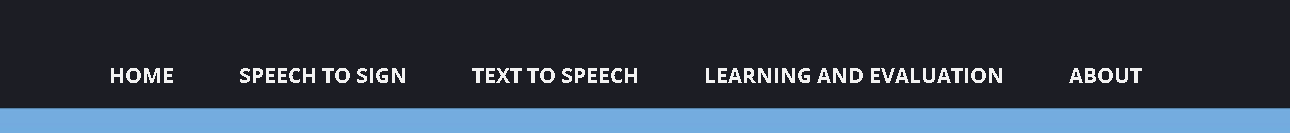 HOME SPEECH TO SIGN TEXT TO SPEECH LEARNING AND EVALUATION ABOUT